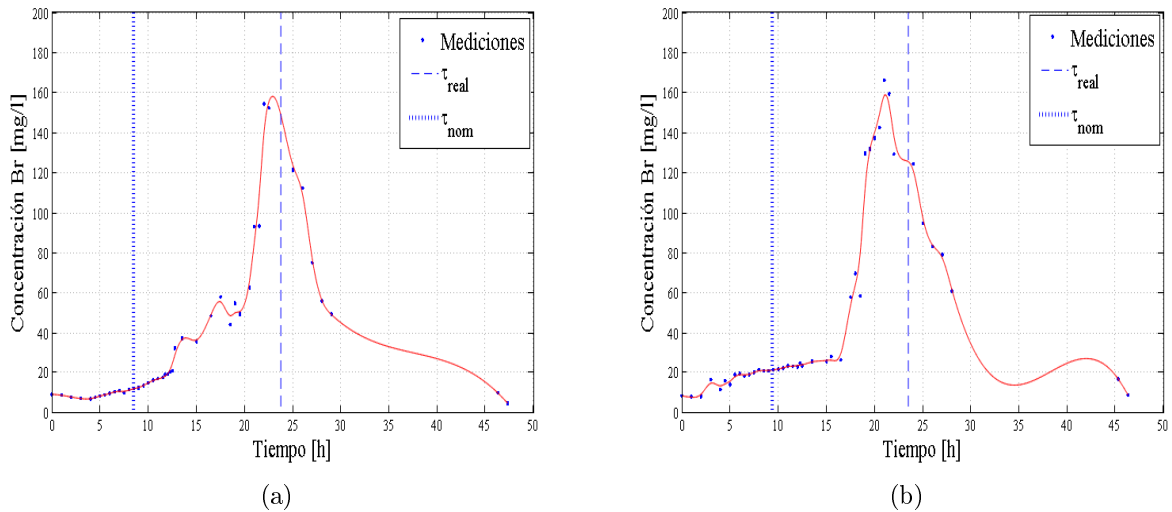 200
180
160
140
120
100
80
60
40
20
0
Concentración Br [mg/l]
0 5 10 15 20 25 30 35 40 45 50
Tiempo [h]
Mediciones
τreal
τnom
(a)
200
180
160
140
120
100
80
60
40
20
0
Concentración Br [mg/l]
0 5 10 15 20 25 30 35 40 45 50
Tiempo [h]
Mediciones
τreal
τnom
(b)